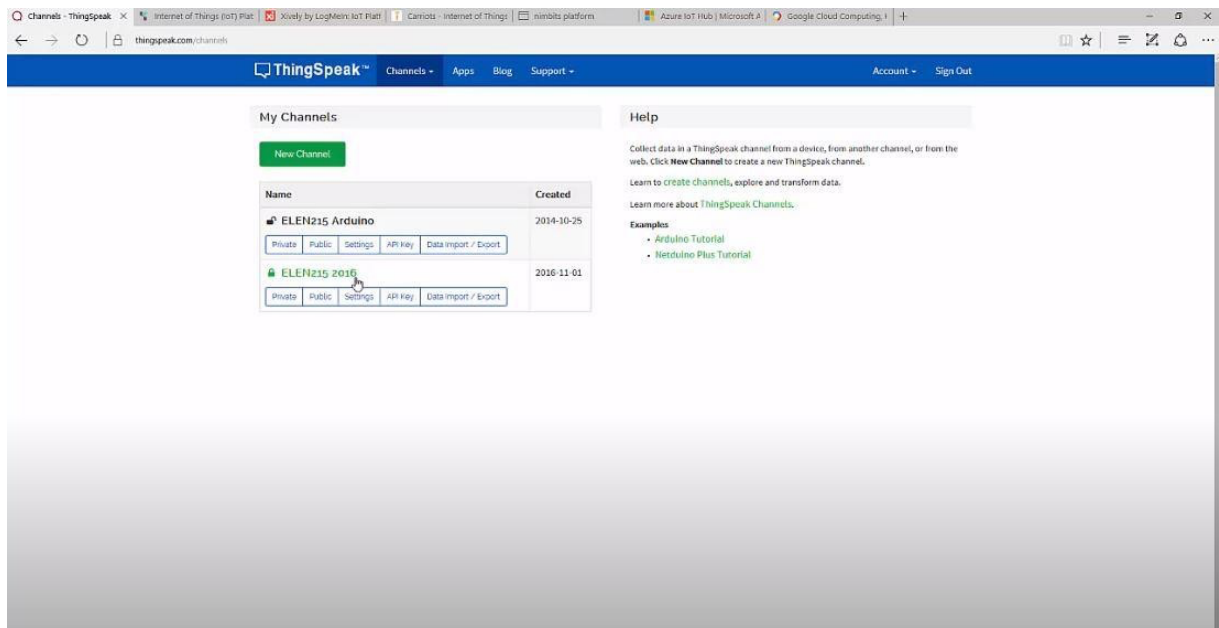 Channels - ThingSpeak
Internet of Things (IoT) Plat
Xively by LogMein: IoT Platf
Carriots - Internet of Things
nimbits platform
Azure IoT Hub | Microsoft A
Google Cloud Computing, H
thingspeak.com/channels
ThingSpeak™ Channels Apps Blog Support Account Sign Out
My Channels
New Channel
Name Created
ELEN215 Arduino 2014-10-25
Private Public Settings API Key Data Import / Export
ELEN215 2016 2016-11-01
Private Public Settings API Key Data Import / Export
Help
Collect data in a ThingSpeak channel from a device, from another channel, or from the
web. Click New Channel to create a new ThingSpeak channel.
Learn to create channels, explore and transform data.
Learn more about ThingSpeak Channels.
Examples
Arduino Tutorial
Netduino Plus Tutorial